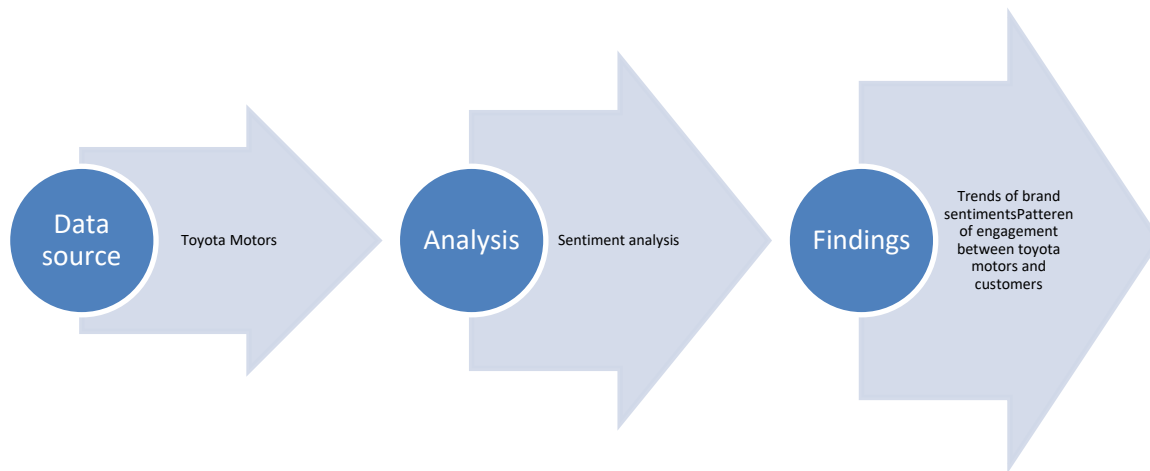 Data
source
Toyota Motors
Analysis
Sentiment analysis
Findings
Trends of brand
sentimentsPatteren
of engagement
between toyota
motors and
customers